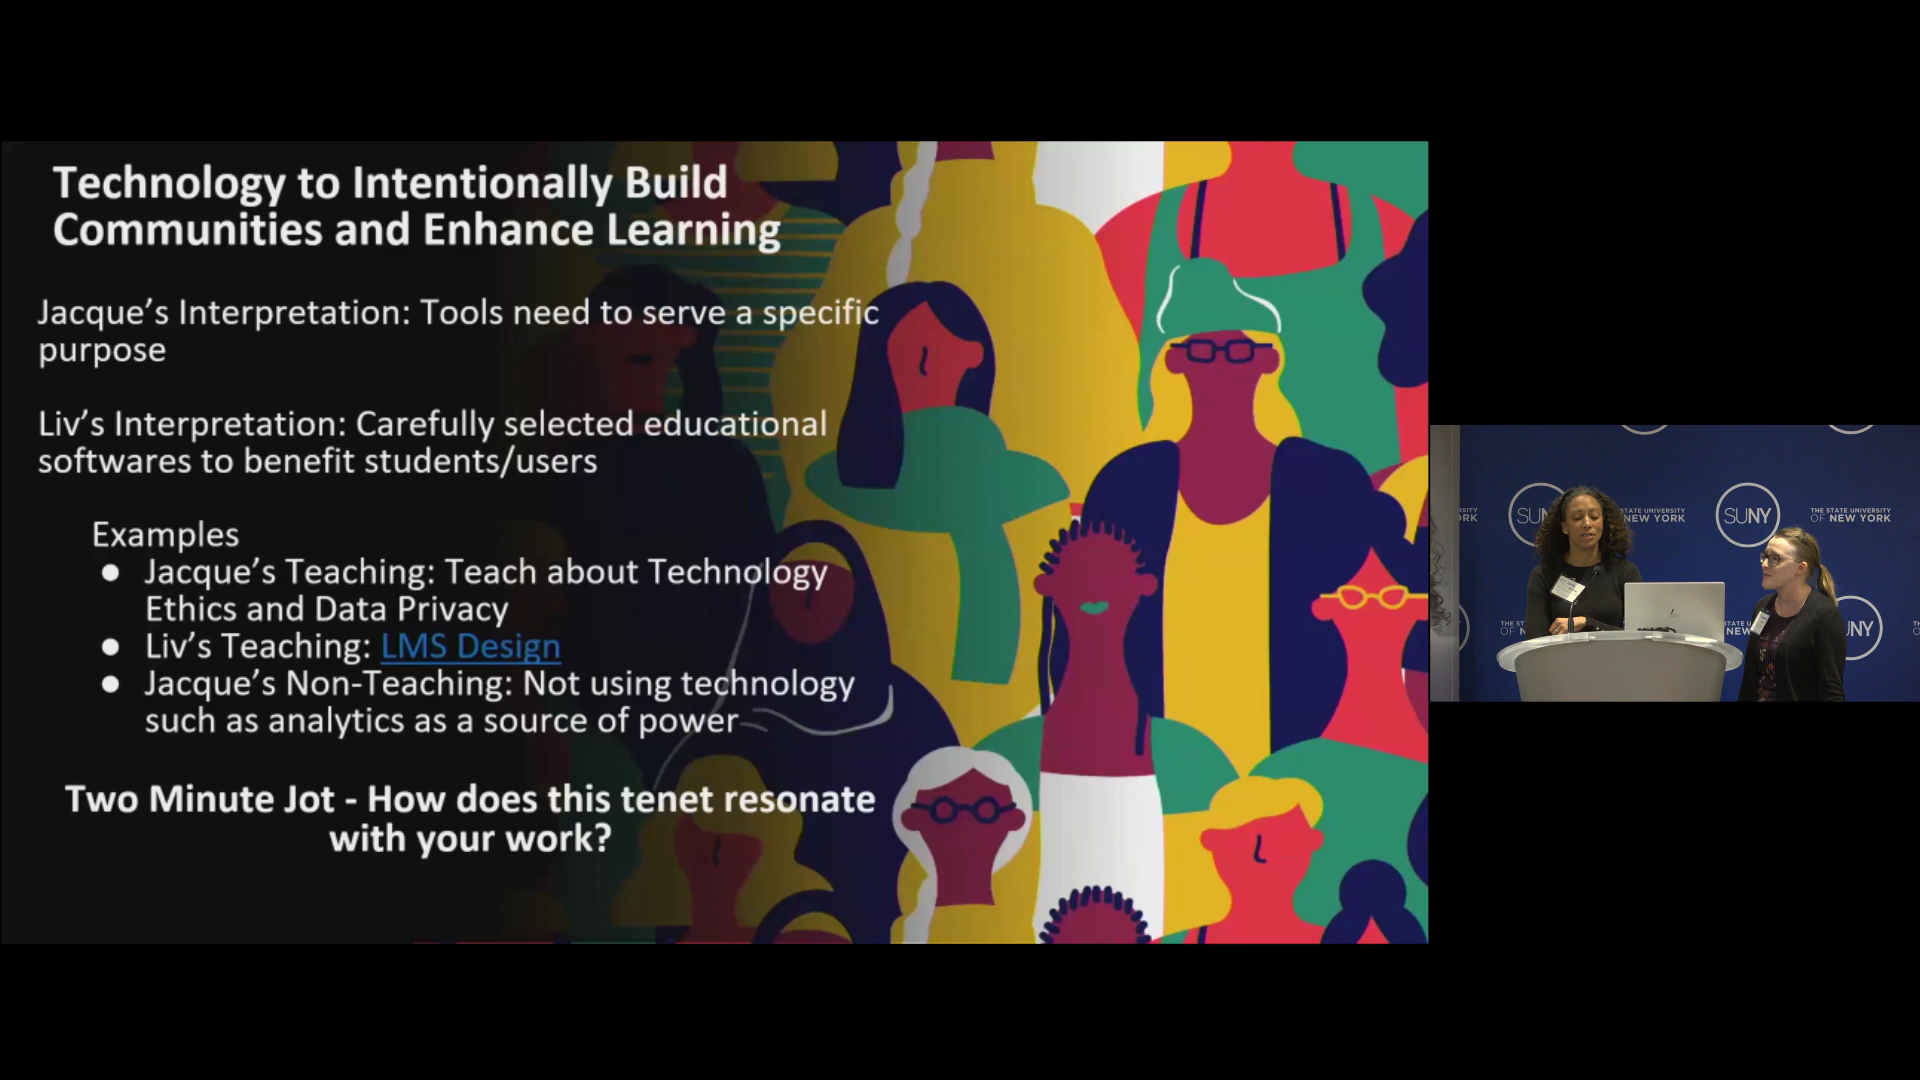 Technology to Intentionally Build
Communities and Enhance Learning
Jacque’s Interpretation: Tools need to serve a specific
purpose
Liv’s Interpretation: Carefully selected educational
softwares to benefit students/users
Examples
● Jacque’s Teaching: Teach about Technology
Ethics and Data Privacy
● Liv’s Teaching: LMS Design
● Jacque’s Non-Teaching: Not using technology
such as analytics as a source of power
Two Minute Jot - How does this tenet resonate
with your work?
SUNY
THE STATE UNIVERSITY
OF NEW YORK